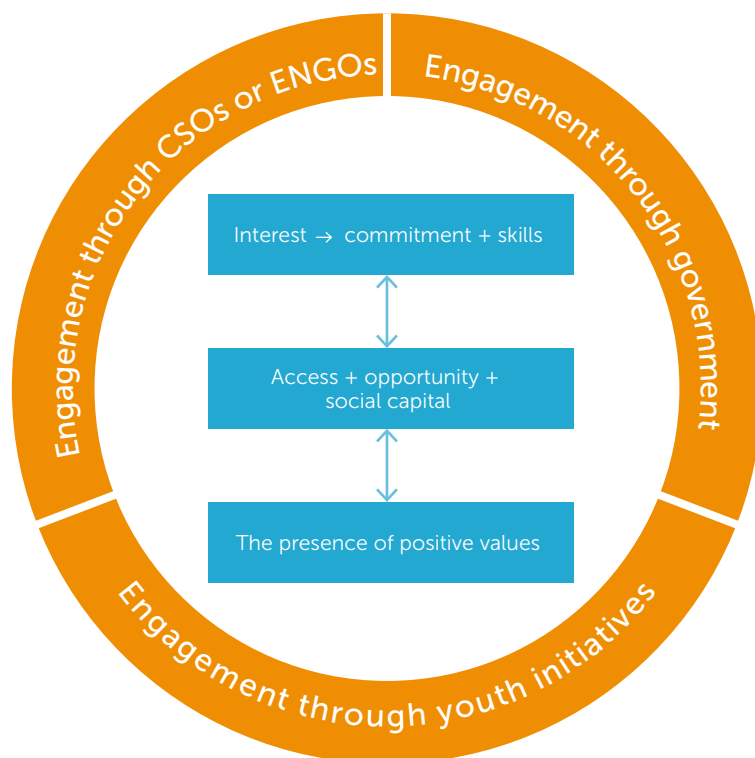 Engagement through CSOs or ENGOs
Engagement through government
Interest → commitment + skills
Access + opportunity +
social capital
The presence of positive values
Engagement through youth initiatives